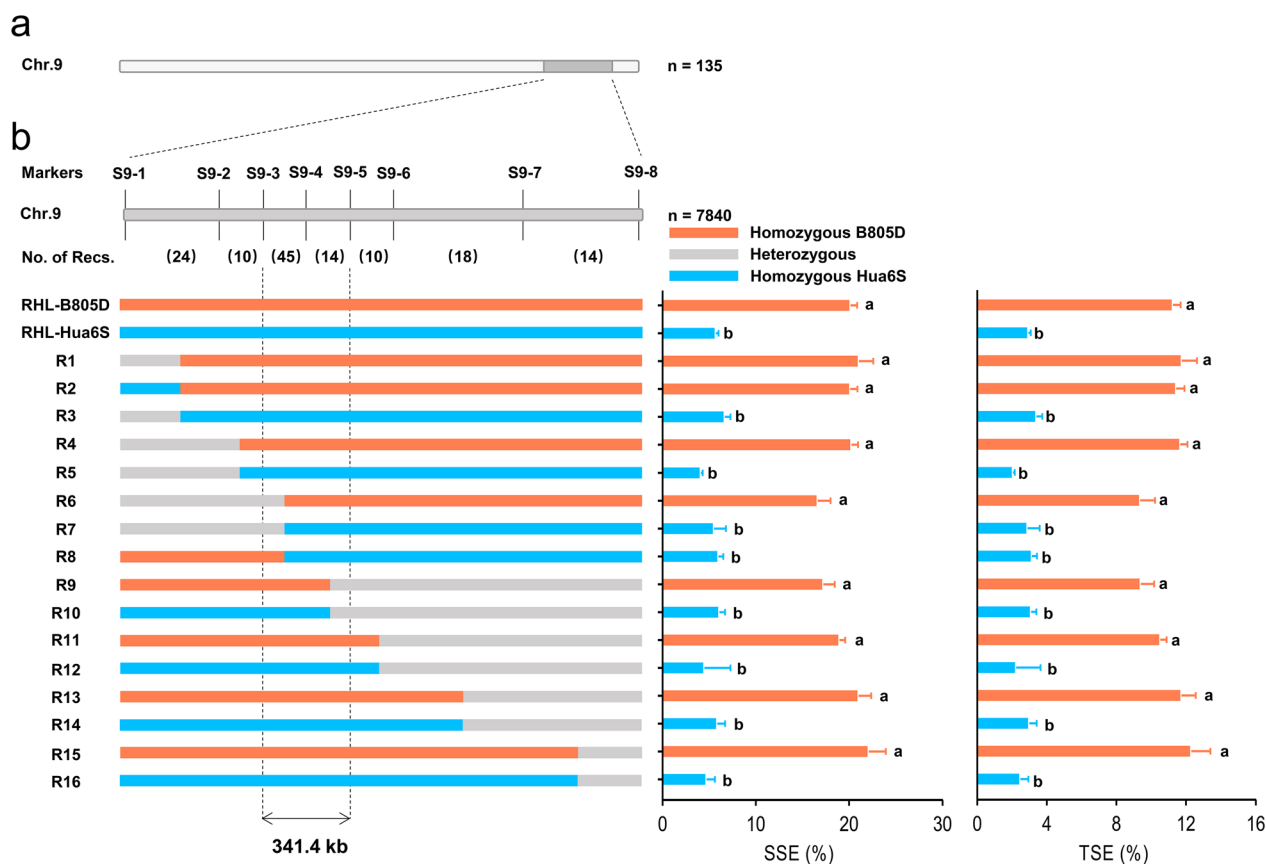 a
Chr.9 n = 135
b
Markers S9-1 S9-2 S9-3 S9-4 S9-5 S9-6 S9-7 S9-8
Chr.9 n = 7840
No. of Recs. (24) (10) (45) (14) (10) (18) (14)
Homozygous B805D
Heterozygous
Homozygous Hua6S
RHL-B805D a a
RHL-Hua6S b b
R1 a a
R2 a a
R3 b b
R4 a a
R5 b b
R6 a a
R7 b b
R8 b b
R9 a a
R10 b b
R11 a a
R12 b b
R13 a a
R14 b b
R15 a a
R16 b b
341.4 kb
0 10 20 30
SSE (%)
0 4 8 12 16
TSE (%)